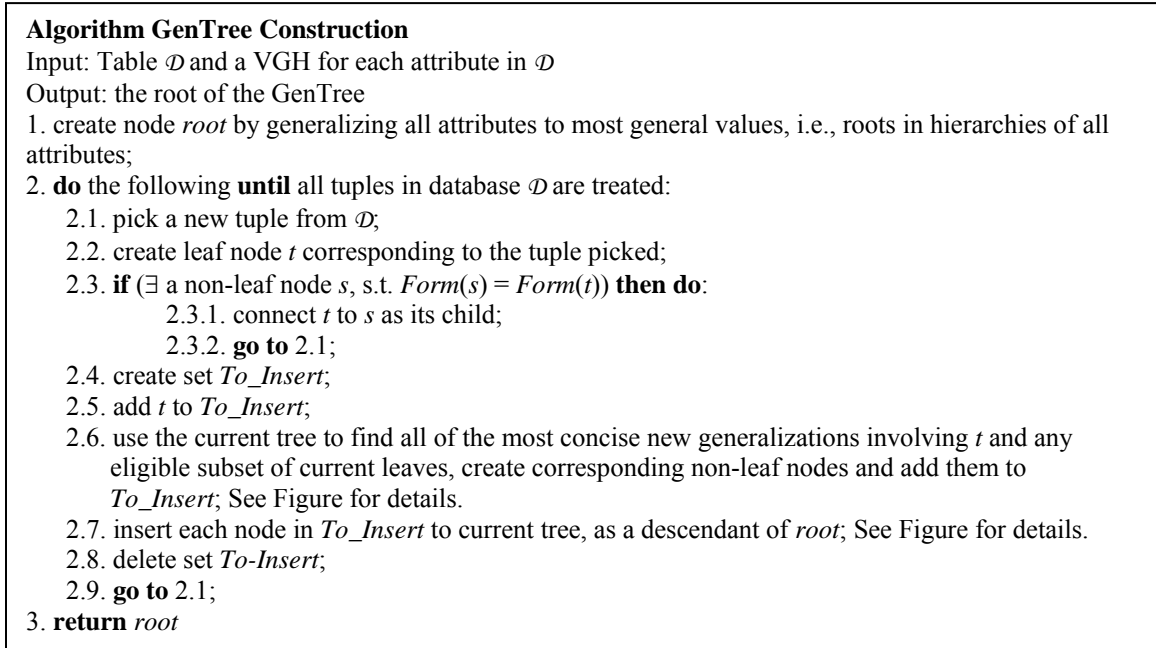 Algorithm GenTree Construction
Input: Table 𝒟 and a VGH for each attribute in 𝒟
Output: the root of the GenTree
1. create node root by generalizing all attributes to most general values, i.e., roots in hierarchies of all
attributes;
2. do the following until all tuples in database 𝒟 are treated:
2.1. pick a new tuple from 𝒟;
2.2. create leaf node t corresponding to the tuple picked;
2.3. if (∃ a non-leaf node s, s.t. Form(s) = Form(t)) then do:
2.3.1. connect t to s as its child;
2.3.2. go to 2.1;
2.4. create set To_Insert;
2.5. add t to To_Insert;
2.6. use the current tree to find all of the most concise new generalizations involving t and any
eligible subset of current leaves, create corresponding non-leaf nodes and add them to
To_Insert; See Figure for details.
2.7. insert each node in To_Insert to current tree, as a descendant of root; See Figure for details.
2.8. delete set To-Insert;
2.9. go to 2.1;
3. return root